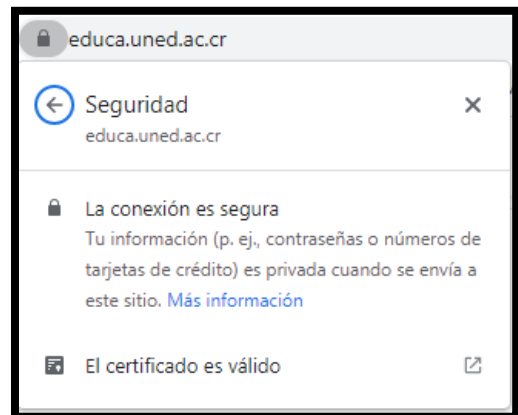 educa.uned.ac.cr
Seguridad
educa.uned.ac.cr
La conexión es segura
Tu información (p. ej., contraseñas o números de
tarjetas de crédito) es privada cuando se envía a
este sitio. Más información
El certificado es válido